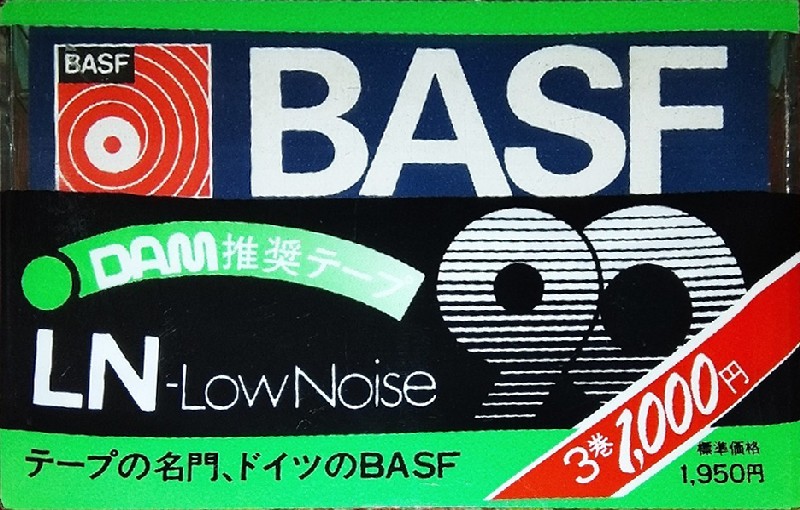 BASF
BASF
DAM推奨テープ
90
LN-LowNoise
3巻1,000円
標準価格
1,950円
テープの名門、ドイツのBASF